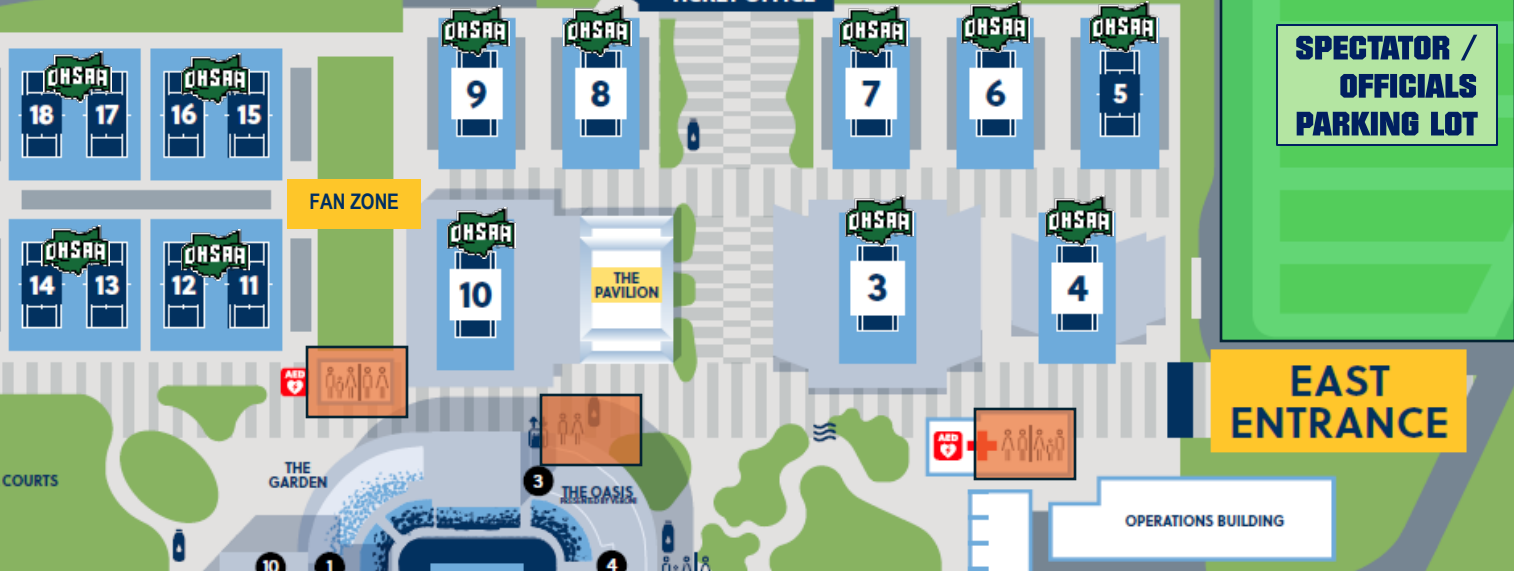 TICKET OFFICE
OHSAA
OHSAA
OHSAA
OHSAA
OHSAA
9
8
7
6
5
SPECTATOR /
OFFICIALS
PARKING LOT
OHSAA
OHSAA
18
17
16
15
FAN ZONE
OHSAA
OHSAA
OHSAA
10
3
4
THE
PAVILION
OHSAA
OHSAA
14
13
12
11
AED
EAST
ENTRANCE
AED
COURTS
THE
GARDEN
3
THE OASIS
OPERATIONS BUILDING
10
1
4